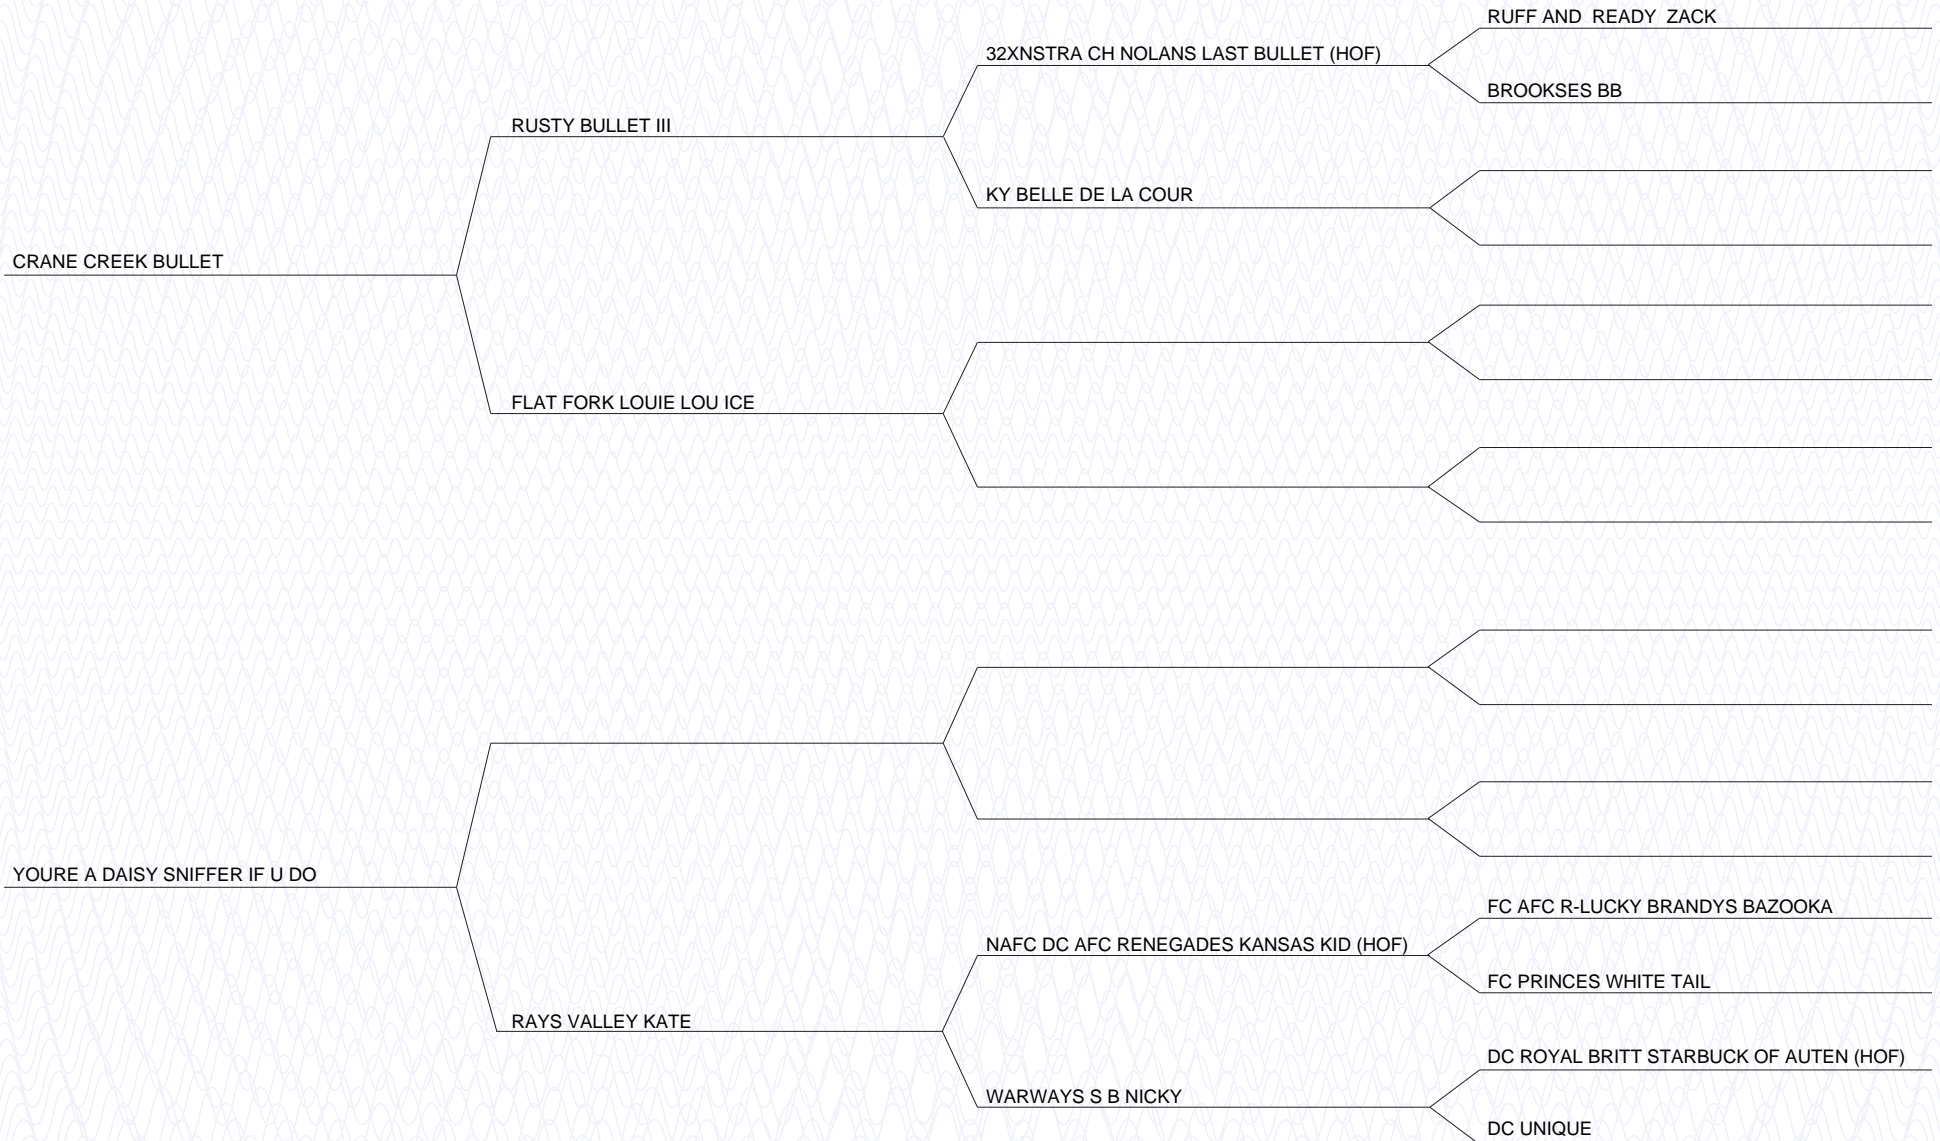 RUFF AND  READY  ZACK
32XNSTRA CH NOLANS LAST BULLET (HOF)
BROOKSES BB
RUSTY BULLET III
KY BELLE DE LA COUR
CRANE CREEK BULLET
FLAT FORK LOUIE LOU ICE
YOURE A DAISY SNIFFER IF U DO
FC AFC R-LUCKY BRANDYS BAZOOKA
NAFC DC AFC RENEGADES KANSAS KID (HOF)
FC PRINCES WHITE TAIL
RAYS VALLEY KATE
DC ROYAL BRITT STARBUCK OF AUTEN (HOF)
WARWAYS S B NICKY
DC UNIQUE